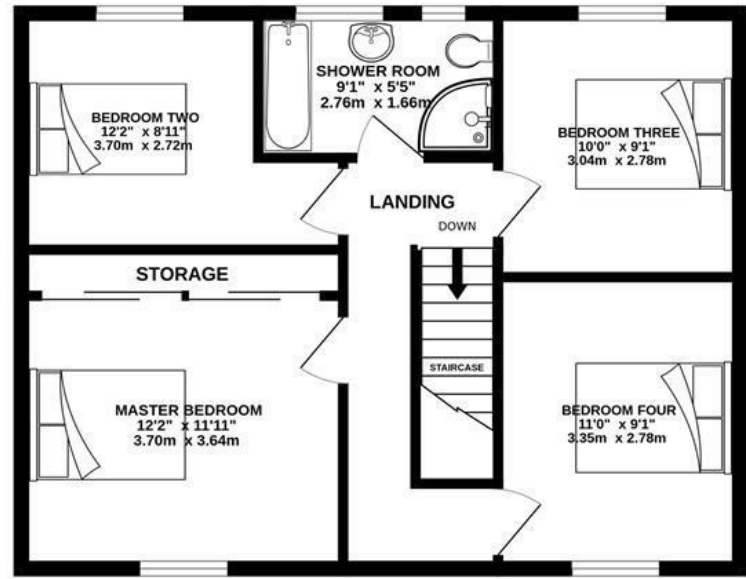 SHOWER ROOM
9'1" x 5'5"
2.76m x 1.66m
BEDROOM TWO
12'2" x 8'11"
3.70m x 2.72m
BEDROOM THREE
10'0" x 9'1"
3.04m x 2.78m
LANDING
DOWN
STORAGE
STAIRCASE
MASTER BEDROOM
12'2" x 11'11"
3.70m x 3.64m
BEDROOM FOUR
11'0" x 9'1"
3.35m x 2.78m